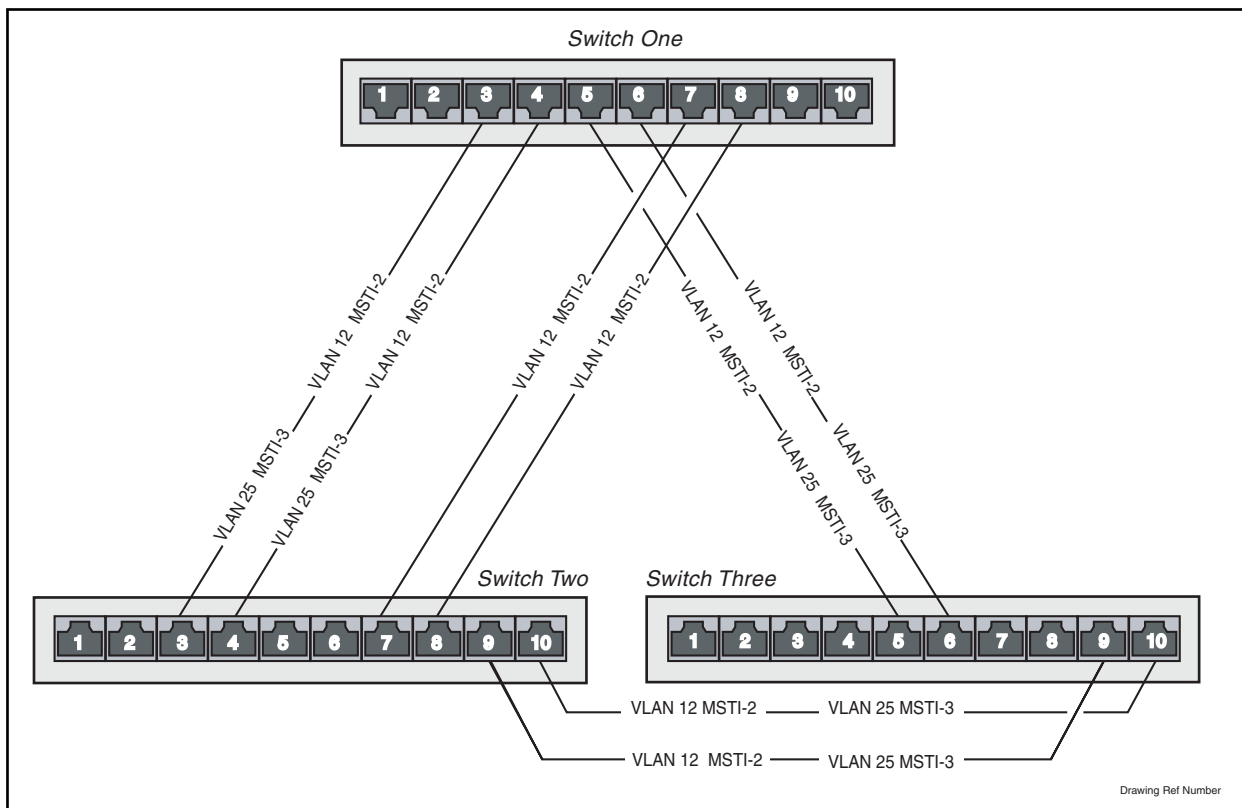 Switch One
1 2 3 4 5 6 7 8 9 10
VLAN 25 MSTI-3 VLAN 12 MSTI-2
VLAN 25 MSTI-3 VLAN 12 MSTI-2
VLAN 12 MSTI-2
VLAN 12 MSTI-2
VLAN 12 MSTI-2 VLAN 25 MSTI-3
VLAN 12 MSTI-2 VLAN 25 MSTI-3
Switch Two
1 2 3 4 5 6 7 8 9 10
Switch Three
1 2 3 4 5 6 7 8 9 10
VLAN 12 MSTI-2 VLAN 25 MSTI-3
VLAN 12 MSTI-2 VLAN 25 MSTI-3
Drawing Ref Number